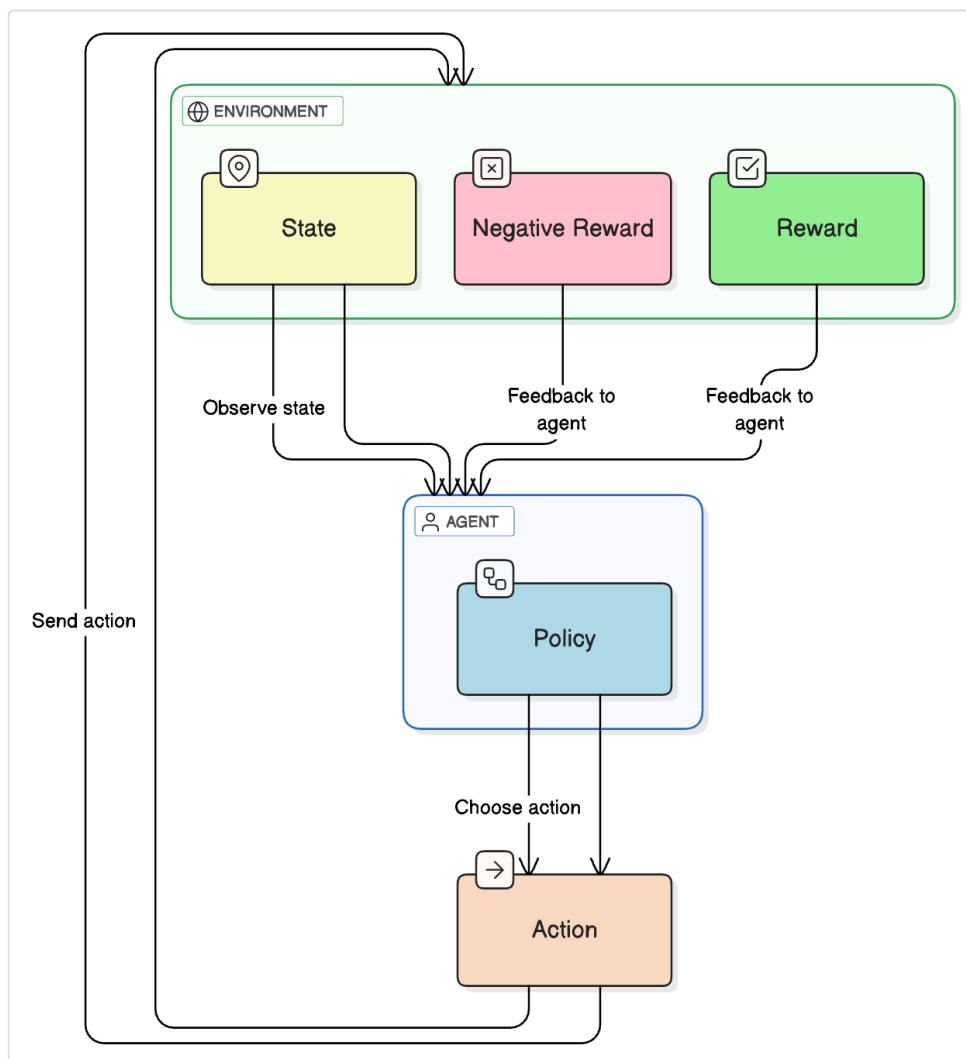 ENVIRONMENT
State
Negative Reward
Reward
Observe state
Feedback to
agent
Feedback to
agent
AGENT
Send action
Policy
Choose action
Action